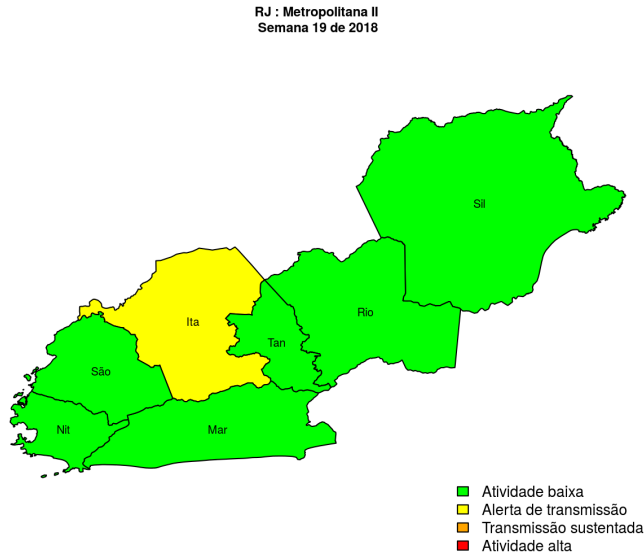 RJ : Metropolitana II
Semana 19 de 2018
Sil
Ita
Rio
Tan
São
Nit
Mar
Atividade baixa
Alerta de transmissão
Transmissão sustentada
Atividade alta